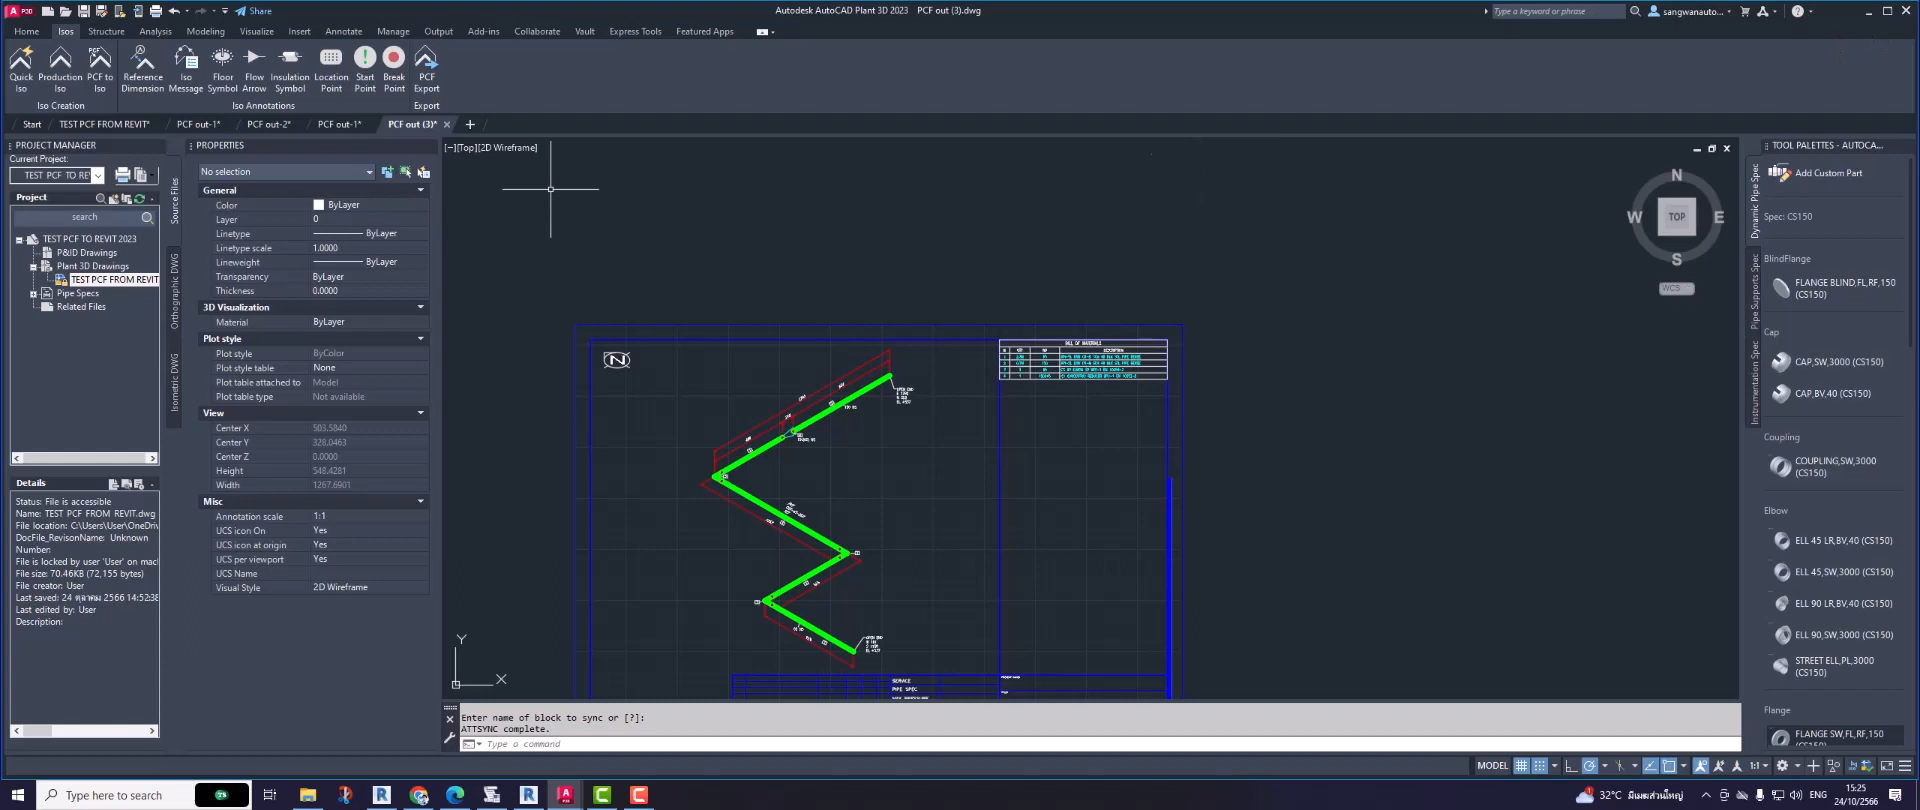 A P3D
Share
Autodesk AutoCAD Plant 3D 2023 PCF out (3).dwg
Type a keyword or phrase
sangwanauto...
Home Isos Structure Analysis Modeling Visualize Insert Annotate Manage Output Add-ins Collaborate Vault Express Tools Featured Apps
Quick Production PCF to Reference Iso Floor Flow Insulation Location Start Break PCF
Iso Iso Iso Dimension Message Symbol Arrow Symbol Point Point Point Export
Iso Creation Iso Annotations Export
Start TEST PCF FROM REVIT* PCF out-1* PCF out-2* PCF out-1* PCF out (3)*
PROJECT MANAGER
Current Project:
TEST PCF TO RE
Project
search
TEST PCF TO REVIT 2023
P&ID Drawings
Plant 3D Drawings
TEST PCF FROM REVIT
Pipe Specs
Related Files
Source Files
Orthographic DWG
Isometric DWG
Details
Status: File is accessible
Name: TEST PCF FROM REVIT.dwg
File location: C:\Users\User\OneDriv
DocFile_RevisonName: Unknown
Number:
File is locked by user 'User' on mac
File size: 70.46KB (72,155 bytes)
File creator: User
Last saved: 24 ตุลาคม 2566 14:52:38
Last edited by: User
Description:
PROPERTIES
No selection
General
Color ByLayer
Layer 0
Linetype ByLayer
Linetype scale 1.0000
Lineweight ByLayer
Transparency ByLayer
Thickness 0.0000
3D Visualization
Material ByLayer
Plot style
Plot style ByColor
Plot style table None
Plot table attached to Model
Plot table type Not available
View
Center X 503.5840
Center Y 328.0463
Center Z 0.0000
Height 548.4281
Width 1267.6901
Misc
Annotation scale 1:1
UCS icon On Yes
UCS icon at origin Yes
UCS per viewport Yes
UCS Name
Visual Style 2D Wireframe
[−][Top][2D Wireframe]
N
W TOP E
S
WCS
N
BILL OF MATERIALS
SERVICE
PIPE SPEC
Y
X
Enter name of block to sync or [?]:
ATTSYNC complete.
Type a command
TOOL PALETTES - AUTOCA...
Dynamic Pipe Spec
Pipe Supports Spec
Instrumentation Spec
Add Custom Part
Spec: CS150
BlindFlange
FLANGE BLIND,FL,RF,150
(CS150)
Cap
CAP,SW,3000 (CS150)
CAP,BV,40 (CS150)
Coupling
COUPLING,SW,3000
(CS150)
Elbow
ELL 45 LR,BV,40 (CS150)
ELL 45,SW,3000 (CS150)
ELL 90 LR,BV,40 (CS150)
ELL 90,SW,3000 (CS150)
STREET ELL,PL,3000
(CS150)
Flange
FLANGE SW,FL,RF,150
(CS150)
MODEL 1:1
Type here to search
32°C มีเมฆส่วนใหญ่ ENG
15:25
24/10/2566